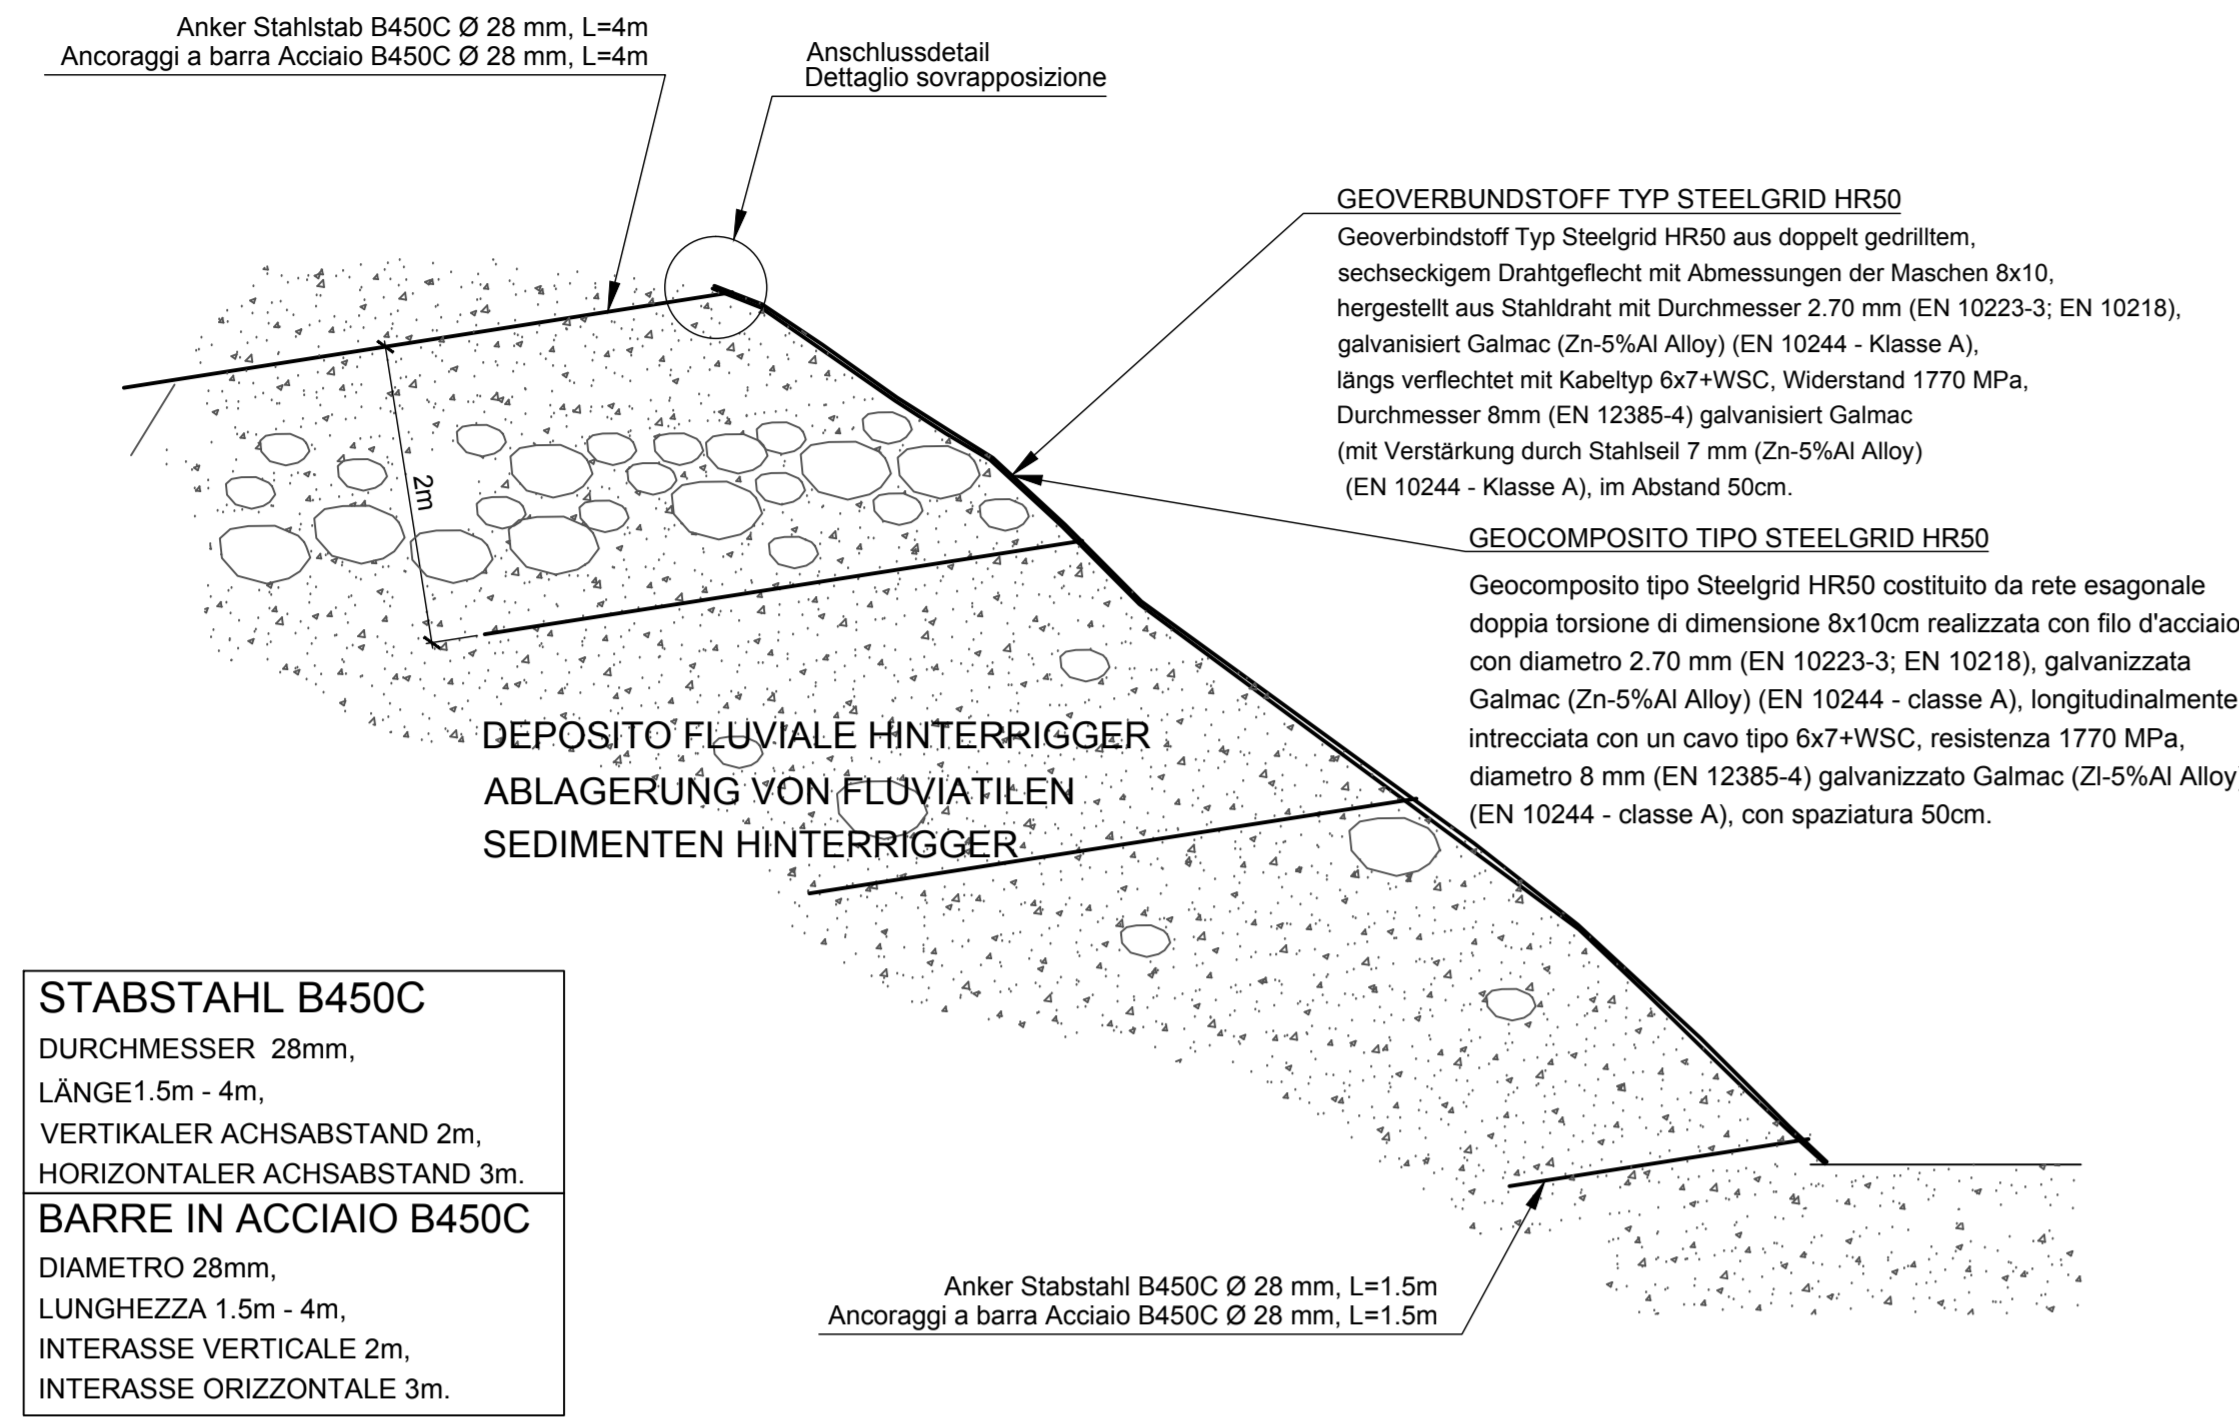 Anker Stahlstab B450C Ø 28 mm, L=4m
Ancoraggi a barra Acciaio B450C Ø 28 mm, L=4m
Anschlussdetail
Dettaglio sovrapposizione
GEOVERBUNDSTOFF TYP STEELGRID HR50
Geoverbindstoff Typ Steelgrid HR50 aus doppelt gedrilltem,
sechseckigem Drahtgeflecht mit Abmessungen der Maschen 8x10,
hergestellt aus Stahldraht mit Durchmesser 2.70 mm (EN 10223-3; EN 10218),
galvanisiert Galmac (Zn-5%Al Alloy) (EN 10244 - Klasse A),
längs verflechtet mit Kabeltyp 6x7+WSC, Widerstand 1770 MPa,
Durchmesser 8mm (EN 12385-4) galvanisiert Galmac
(mit Verstärkung durch Stahlseil 7 mm (Zn-5%Al Alloy)
(EN 10244 - Klasse A), im Abstand 50cm.
GEOCOMPOSITO TIPO STEELGRID HR50
Geocomposito tipo Steelgrid HR50 costituito da rete esagonale
doppia torsione di dimensione 8x10cm realizzata con filo d'acciaio
con diametro 2.70 mm (EN 10223-3; EN 10218), galvanizzata
Galmac (Zn-5%Al Alloy) (EN 10244 - classe A), longitudinalmente
intrecciata con un cavo tipo 6x7+WSC, resistenza 1770 MPa,
diametro 8 mm (EN 12385-4) galvanizzato Galmac (Zl-5%Al Alloy)
(EN 10244 - classe A), con spaziatura 50cm.
2m
DEPOSITO FLUVIALE HINTERRIGGER
ABLAGERUNG VON FLUVIATILEN
SEDIMENTEN HINTERRIGGER
STABSTAHL B450C
DURCHMESSER 28mm,
LÄNGE1.5m - 4m,
VERTIKALER ACHSABSTAND 2m,
HORIZONTALER ACHSABSTAND 3m.
BARRE IN ACCIAIO B450C
DIAMETRO 28mm,
LUNGHEZZA 1.5m - 4m,
INTERASSE VERTICALE 2m,
INTERASSE ORIZZONTALE 3m.
Anker Stabstahl B450C Ø 28 mm, L=1.5m
Ancoraggi a barra Acciaio B450C Ø 28 mm, L=1.5m